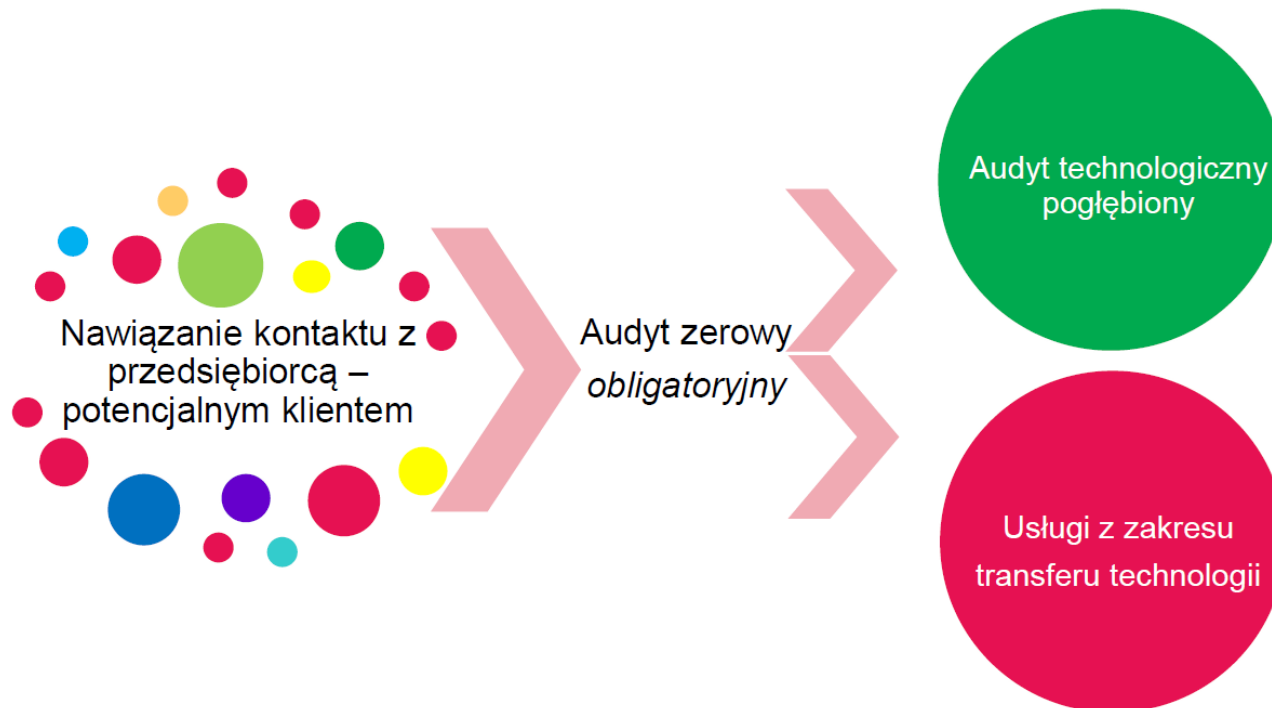 Nawiązanie kontaktu z
przedsiębiorcą –
potencjalnym klientem
Audyt zerowy
obligatoryjny
Audyt technologiczny
pogłębiony
Usługi z zakresu
transferu technologii